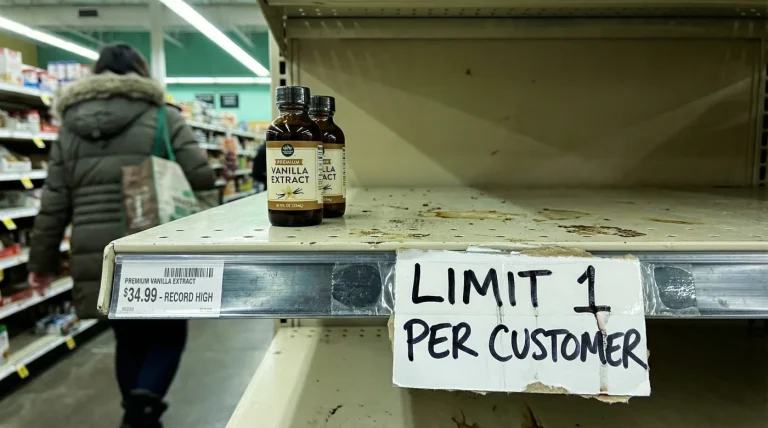 PREMIUM
VANILLA
EXTRACT
PREMIUM VANILLA EXTRACT
$34.99 - RECORD HIGH
LIMIT 1
PER CUSTOMER